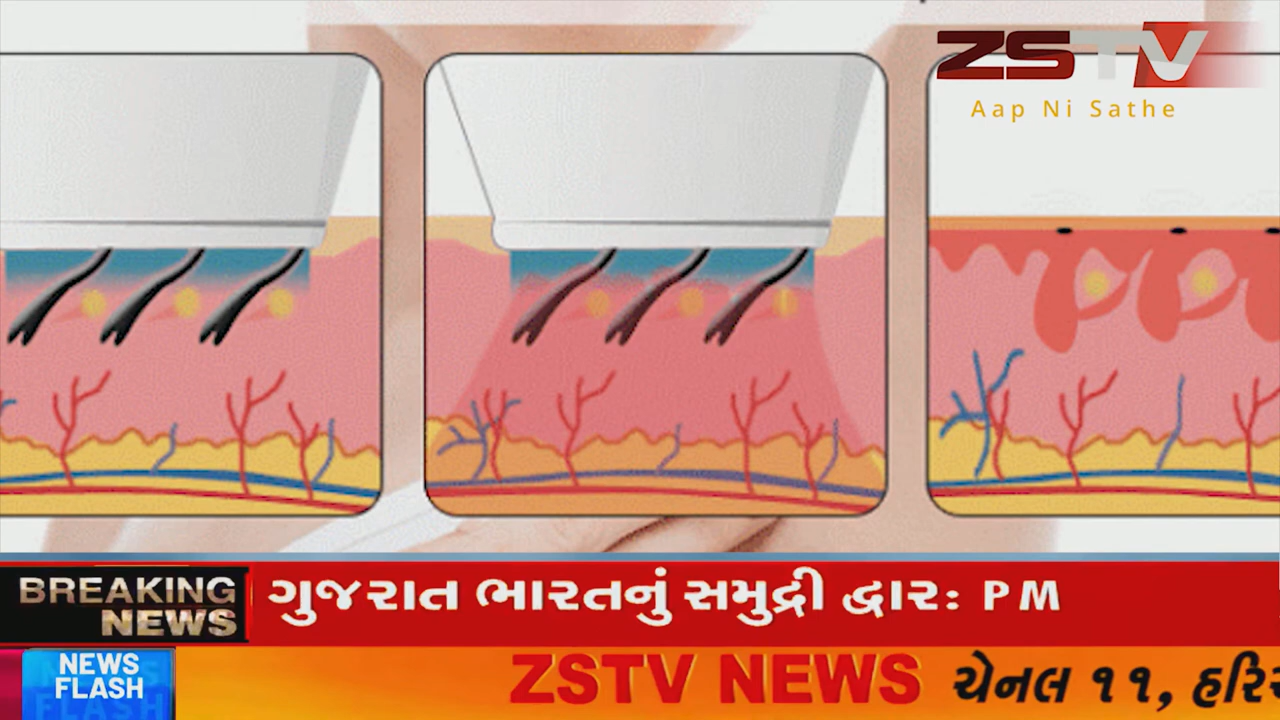 ZSTV
Aap Ni Sathe
BREAKING NEWS
ગુજરાત ભારતનું સમુદ્રી દ્વાર: PM
NEWS FLASH
ZSTV NEWS ચેનલ ૧૧,